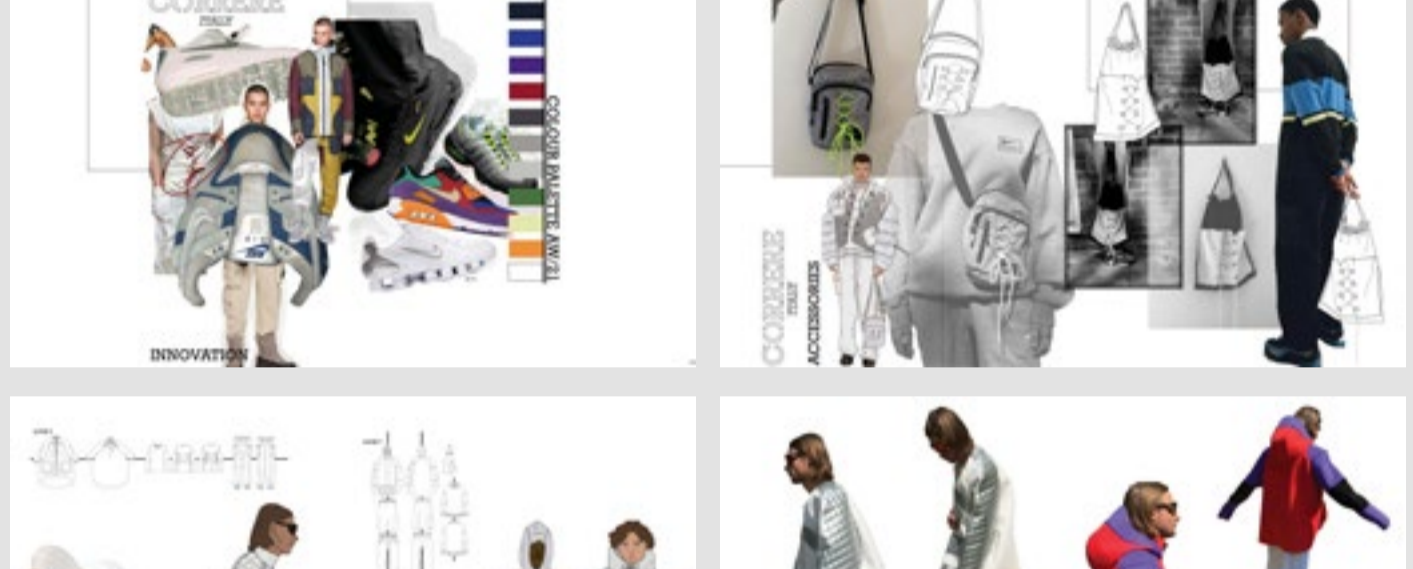 CORRERE
ITALY
COLOUR PALETTE AW/21
INNOVATION
CORRERE
ITALY
ACCESSORIES